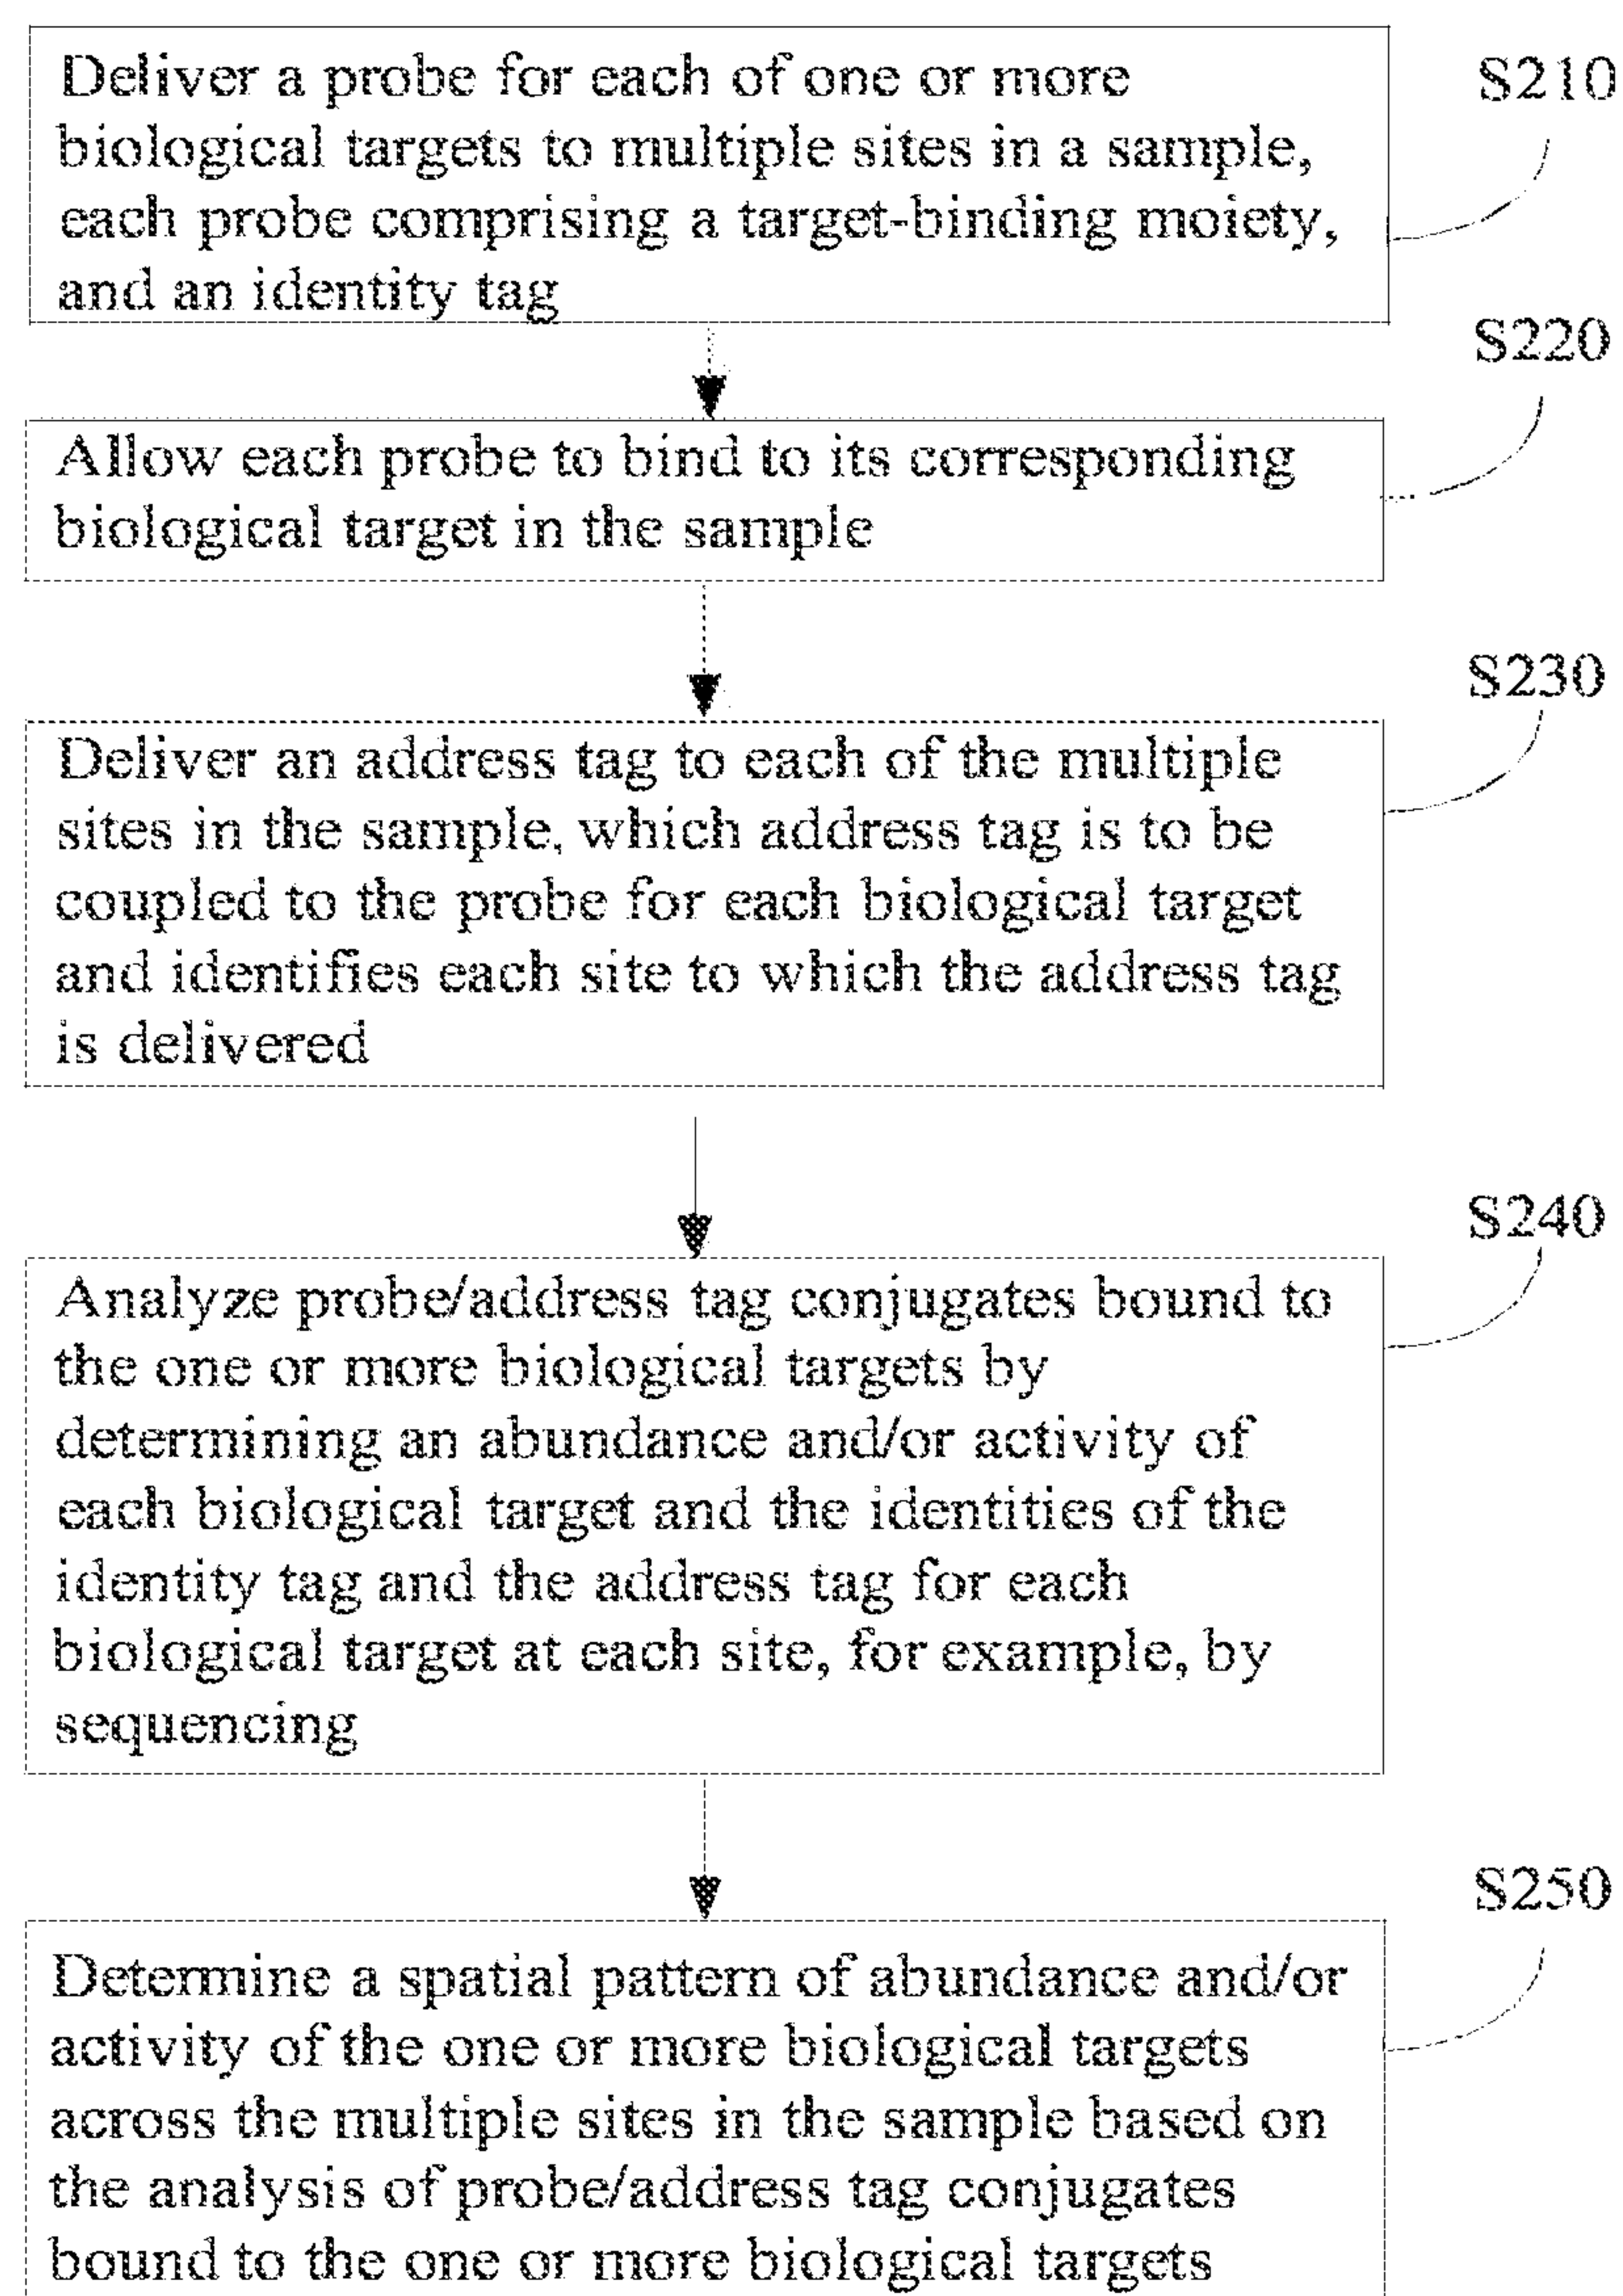 Deliver a probe for each of one or more
biological targets to multiple sites in a sample,
each probe comprising a target-binding moiety,
and an identity tag
S210
Allow each probe to bind to its corresponding
biological target in the sample
S220
Deliver an address tag to each of the multiple
sites in the sample, which address tag is to be
coupled to the probe for each biological target
and identifies each site to which the address tag
is delivered
S230
Analyze probe/address tag conjugates bound to
the one or more biological targets by
determining an abundance and/or activity of
each biological target and the identities of the
identity tag and the address tag for each
biological target at each site, for example, by
sequencing
S240
Determine a spatial pattern of abundance and/or
activity of the one or more biological targets
across the multiple sites in the sample based on
the analysis of probe/address tag conjugates
bound to the one or more biological targets
S250